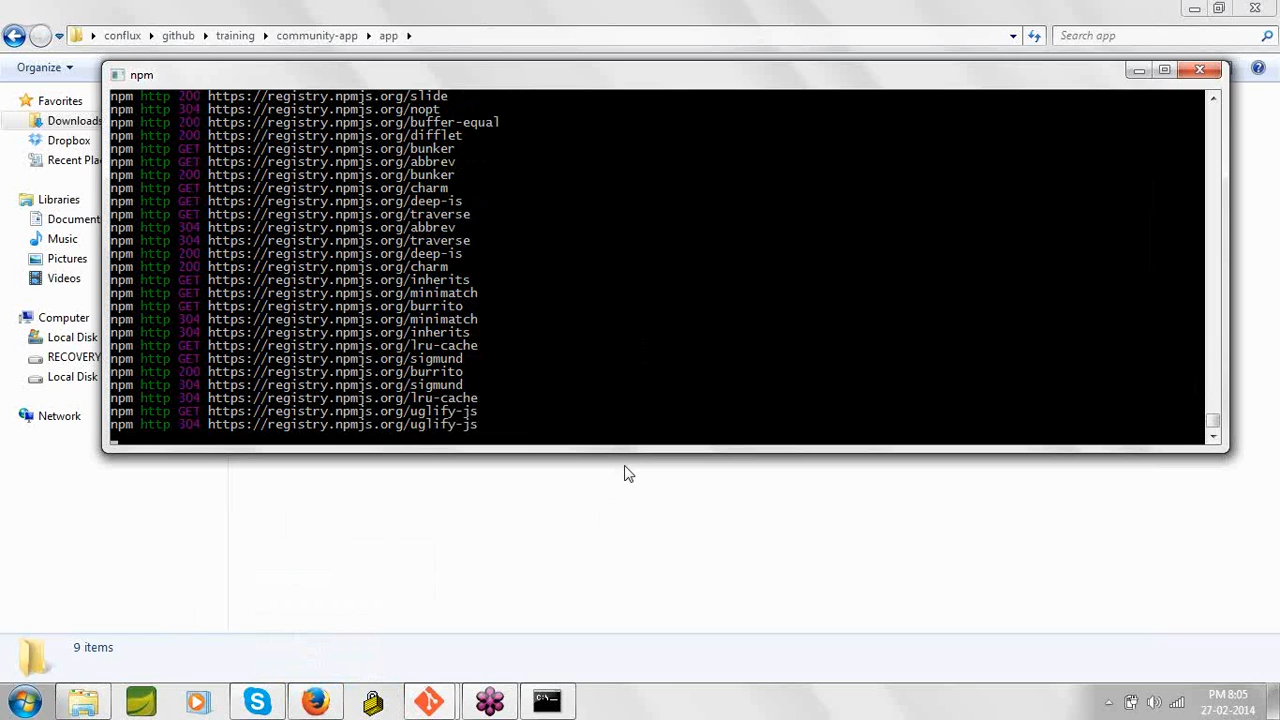 conflux
github
training
community-app
app
Search app
Organize
npm
npm http 200 https://registry.npmjs.org/slide
npm http 304 https://registry.npmjs.org/nopt
npm http 200 https://registry.npmjs.org/buffer-equal
npm http 200 https://registry.npmjs.org/difflet
npm http GET https://registry.npmjs.org/bunker
npm http GET https://registry.npmjs.org/abbrev
npm http 200 https://registry.npmjs.org/bunker
npm http GET https://registry.npmjs.org/charm
npm http GET https://registry.npmjs.org/deep-is
npm http GET https://registry.npmjs.org/traverse
npm http 304 https://registry.npmjs.org/abbrev
npm http 304 https://registry.npmjs.org/traverse
npm http 200 https://registry.npmjs.org/deep-is
npm http 200 https://registry.npmjs.org/charm
npm http GET https://registry.npmjs.org/inherits
npm http GET https://registry.npmjs.org/minimatch
npm http GET https://registry.npmjs.org/burrito
npm http 304 https://registry.npmjs.org/minimatch
npm http 304 https://registry.npmjs.org/inherits
npm http GET https://registry.npmjs.org/lru-cache
npm http GET https://registry.npmjs.org/sigmund
npm http 200 https://registry.npmjs.org/burrito
npm http 304 https://registry.npmjs.org/sigmund
npm http 304 https://registry.npmjs.org/lru-cache
npm http GET https://registry.npmjs.org/uglify-js
npm http 304 https://registry.npmjs.org/uglify-js
Favorites
Downloads
Dropbox
Recent Pla
Libraries
Document
Music
Pictures
Videos
Computer
Local Disk
RECOVERY
Local Disk
Network
9 items
PM 8:05
27-02-2014